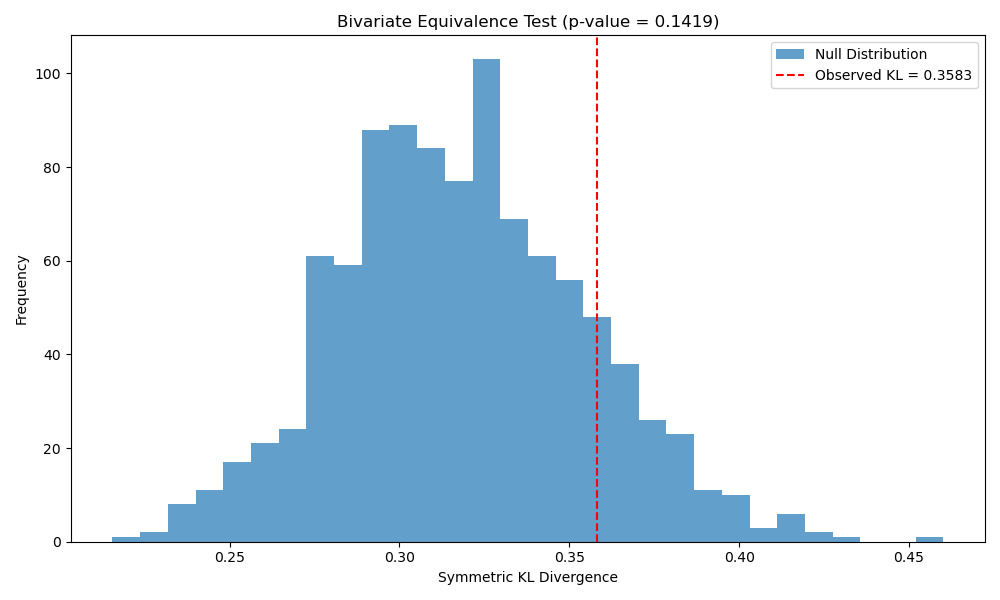 Bivariate Equivalence Test (p-value = 0.1419)
Null Distribution
Observed KL = 0.3583
100
80
60
40
20
0
Frequency
0.25
0.30
0.35
0.40
0.45
Symmetric KL Divergence